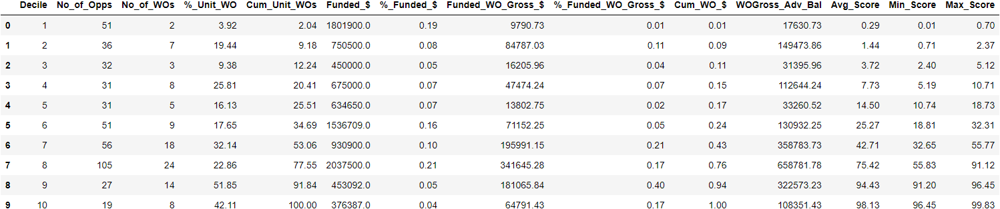 Decile No_of_Opps No_of_WOs %_Unit_WO Cum_Unit_WOs Funded_$ %_Funded_$ Funded_WO_Gross_$ %_Funded_WO_Gross_$ Cum_WO_$ WOGross_Adv_Bal Avg_Score Min_Score Max_Score
0 1 51 2 3.92 2.04 1801900.0 0.19 9790.73 0.01 0.01 17630.73 0.29 0.01 0.70
1 2 36 7 19.44 9.18 750500.0 0.08 84787.03 0.11 0.09 149473.86 1.44 0.71 2.37
2 3 32 3 9.38 12.24 450000.0 0.05 16205.96 0.04 0.11 31395.96 3.72 2.40 5.12
3 4 31 8 25.81 20.41 675000.0 0.07 47474.24 0.07 0.15 112644.24 7.73 5.19 10.71
4 5 31 5 16.13 25.51 634650.0 0.07 13802.75 0.02 0.17 33260.52 14.50 10.74 18.73
5 6 51 9 17.65 34.69 1536709.0 0.16 71152.25 0.05 0.24 130932.25 25.27 18.81 32.31
6 7 56 18 32.14 53.06 930900.0 0.10 195991.15 0.21 0.43 358783.73 42.71 32.65 55.77
7 8 105 24 22.86 77.55 2037500.0 0.21 341645.28 0.17 0.76 658781.78 75.42 55.83 91.12
8 9 27 14 51.85 91.84 453092.0 0.05 181065.84 0.40 0.94 322573.23 94.43 91.20 96.45
9 10 19 8 42.11 100.00 376387.0 0.04 64791.43 0.17 1.00 108351.43 98.13 96.45 99.83